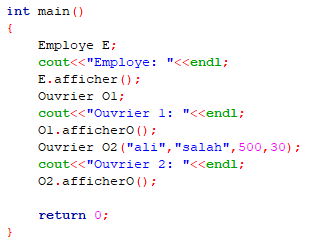 int main()
{
Employe E;
cout<<"Employe: "<<endl;
E.afficher();
Ouvrier O1;
cout<<"Ouvrier 1: "<<endl;
O1.afficherO();
Ouvrier O2("ali","salah",500,30);
cout<<"Ouvrier 2: "<<endl;
O2.afficherO();
return 0;
}